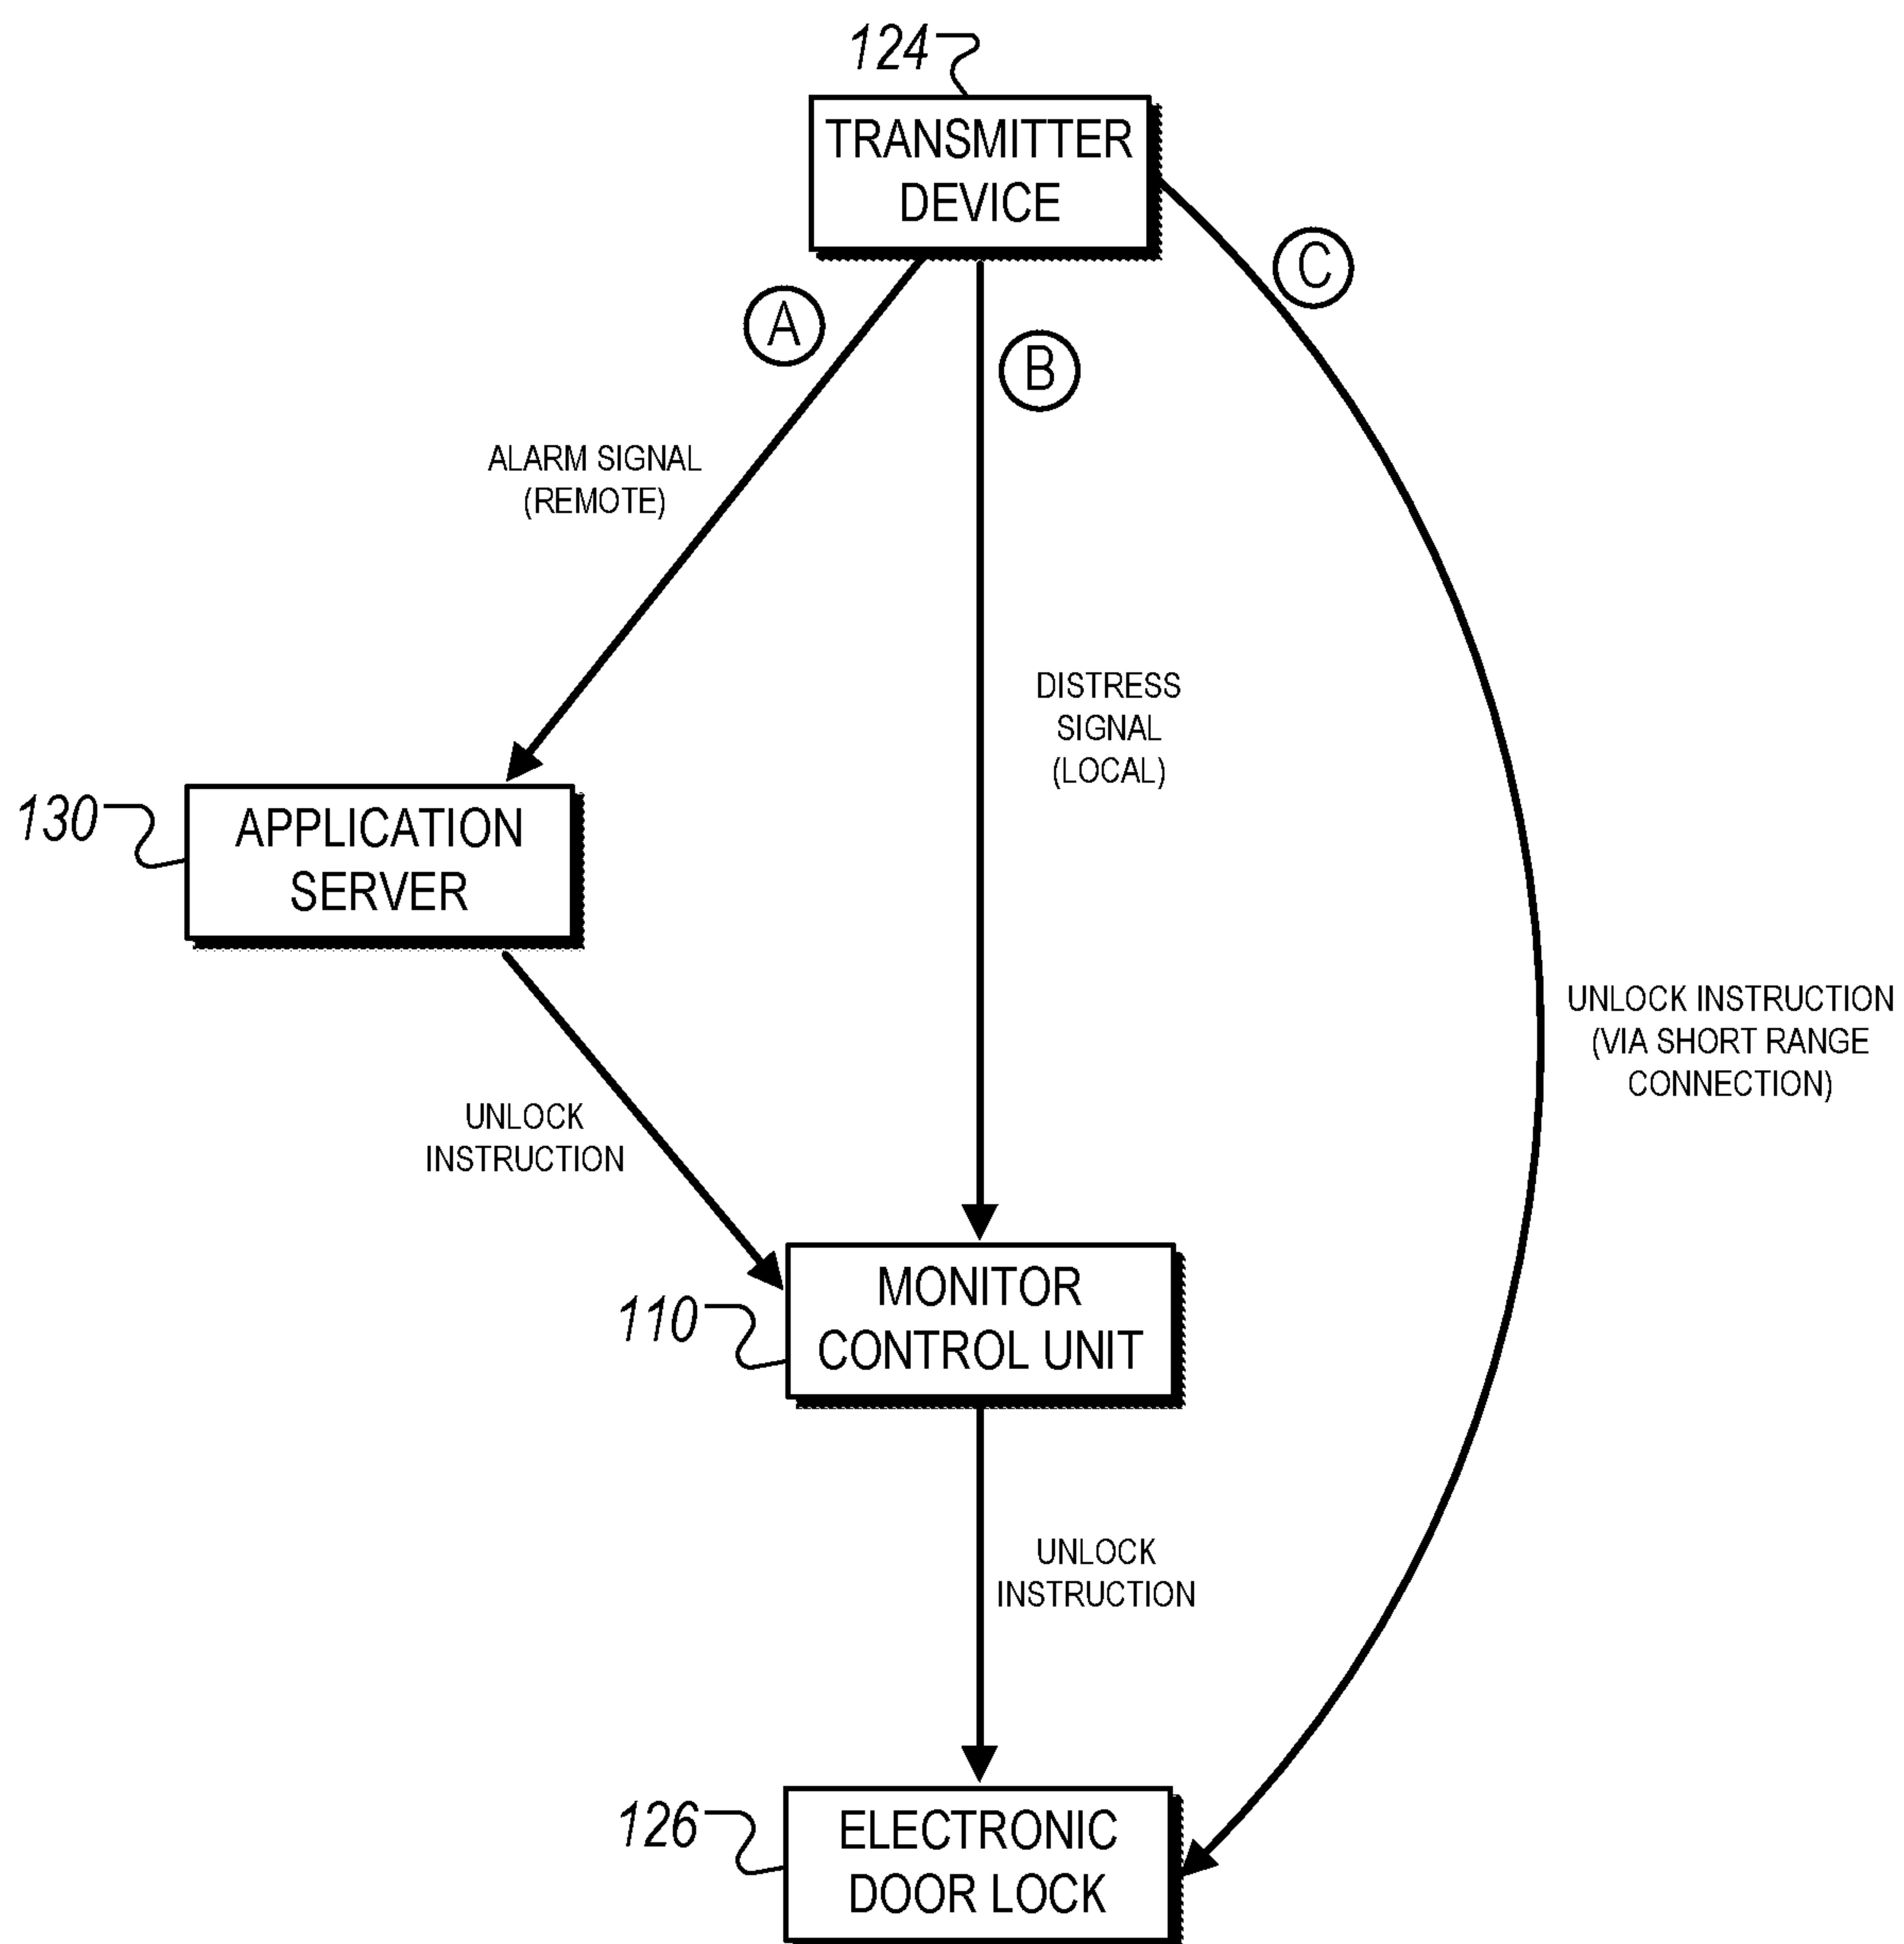 124
TRANSMITTER
DEVICE
A
B
C
ALARM SIGNAL
(REMOTE)
DISTRESS
SIGNAL
(LOCAL)
130
APPLICATION
SERVER
UNLOCK INSTRUCTION
(VIA SHORT RANGE
CONNECTION)
UNLOCK
INSTRUCTION
110
MONITOR
CONTROL UNIT
UNLOCK
INSTRUCTION
126
ELECTRONIC
DOOR LOCK